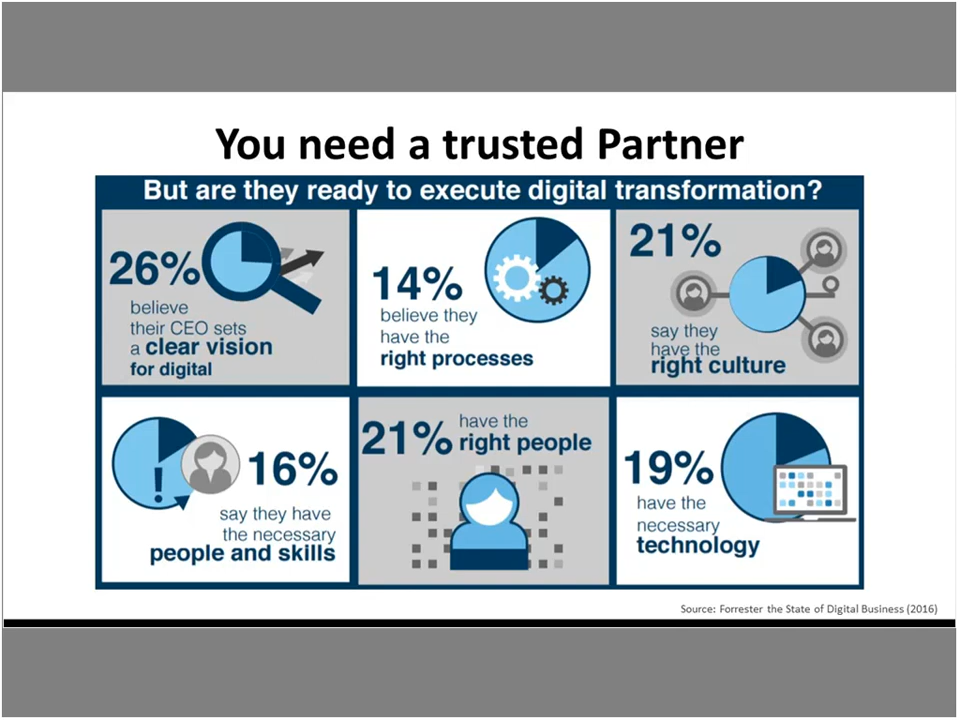 You need a trusted Partner
But are they ready to execute digital transformation?
26%
believe
their CEO sets
a clear vision
for digital
14%
believe they
have the
right processes
21%
say they
have the
right culture
!
16%
say they have
the necessary
people and skills
21%
have the
right people
19%
have the
necessary
technology
Source: Forrester the State of Digital Business (2016)